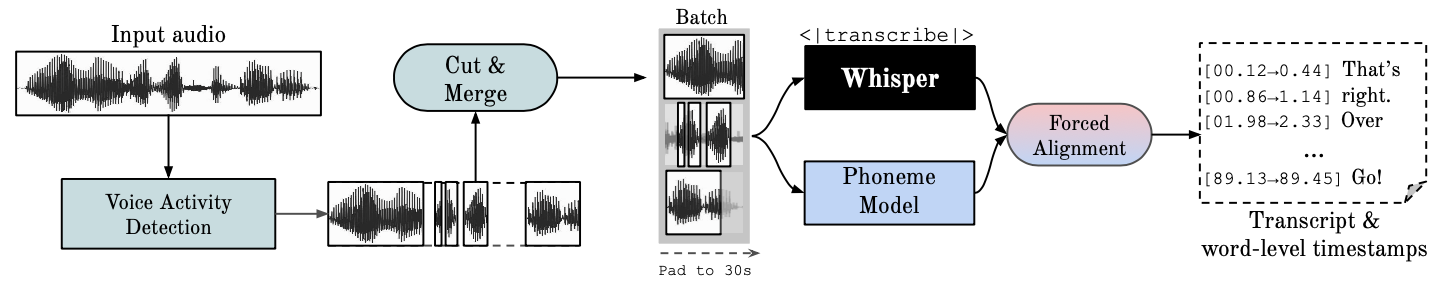 Input audio
Voice Activity
Detection
Cut &
Merge
Batch
Pad to 30s
<|transcribe|>
Whisper
Phoneme
Model
Forced
Alignment
[00.12→0.44] That's
[00.86→1.14] right.
[01.98→2.33] Over
...
[89.13→89.45] Go!
Transcript &
word-level timestamps